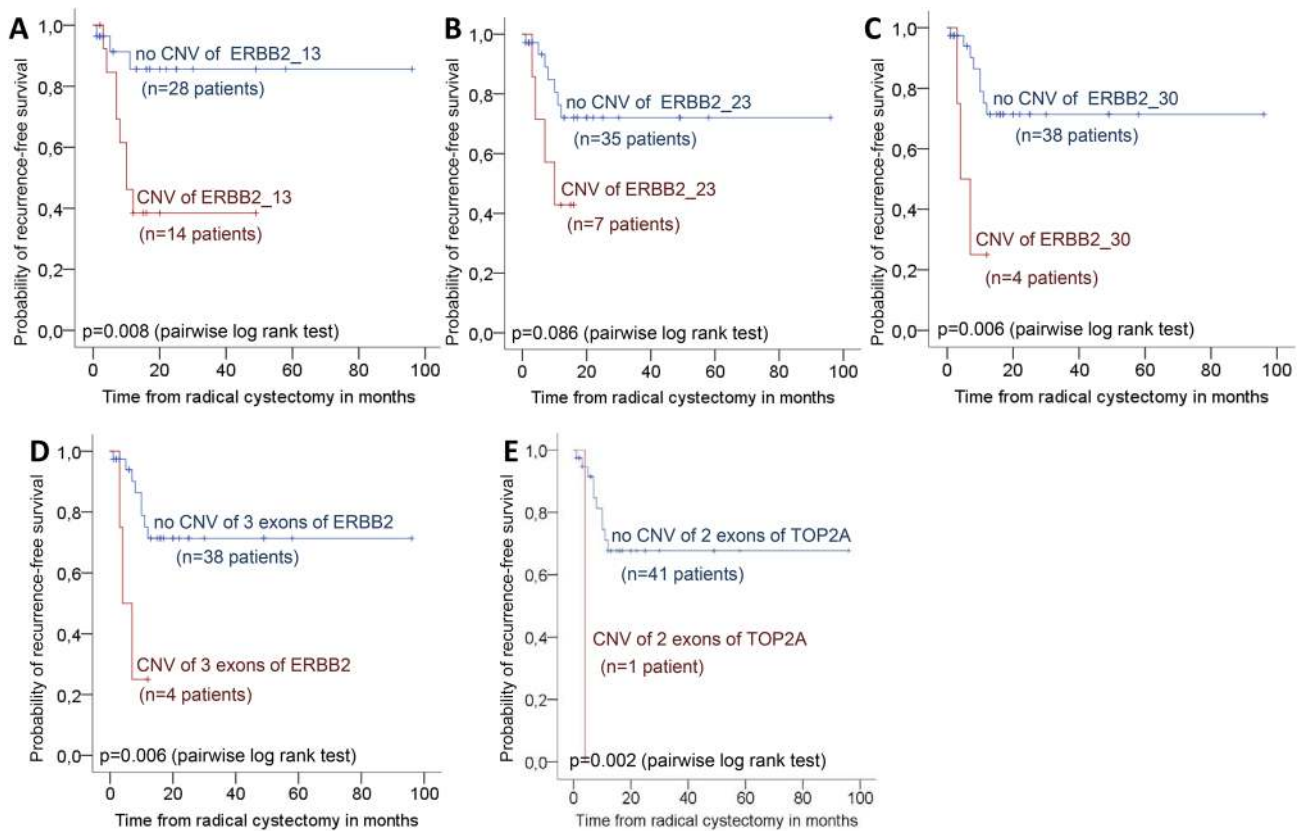 A
Probability of recurrence-free survival
1,0
0,8
0,6
0,4
0,2
0,0
no CNV of ERBB2_13
(n=28 patients)
CNV of ERBB2_13
(n=14 patients)
p=0.008 (pairwise log rank test)
0 20 40 60 80 100
Time from radical cystectomy in months
B
Probability of recurrence-free survival
1,0
0,8
0,6
0,4
0,2
0,0
no CNV of ERBB2_23
(n=35 patients)
CNV of ERBB2_23
(n=7 patients)
p=0.086 (pairwise log rank test)
0 20 40 60 80 100
Time from radical cystectomy in months
C
Probability of recurrence-free survival
1,0
0,8
0,6
0,4
0,2
0,0
no CNV of ERBB2_30
(n=38 patients)
CNV of ERBB2_30
(n=4 patients)
p=0.006 (pairwise log rank test)
0 20 40 60 80 100
Time from radical cystectomy in months
D
Probability of recurrence-free survival
1,0
0,8
0,6
0,4
0,2
0,0
no CNV of 3 exons of ERBB2
(n=38 patients)
CNV of 3 exons of ERBB2
(n=4 patients)
p=0.006 (pairwise log rank test)
0 20 40 60 80 100
Time from radical cystectomy in months
E
Probability of recurrence-free survival
1,0
0,8
0,6
0,4
0,2
0,0
no CNV of 2 exons of TOP2A
(n=41 patients)
CNV of 2 exons of TOP2A
(n=1 patient)
p=0.002 (pairwise log rank test)
0 20 40 60 80 100
Time from radical cystectomy in months